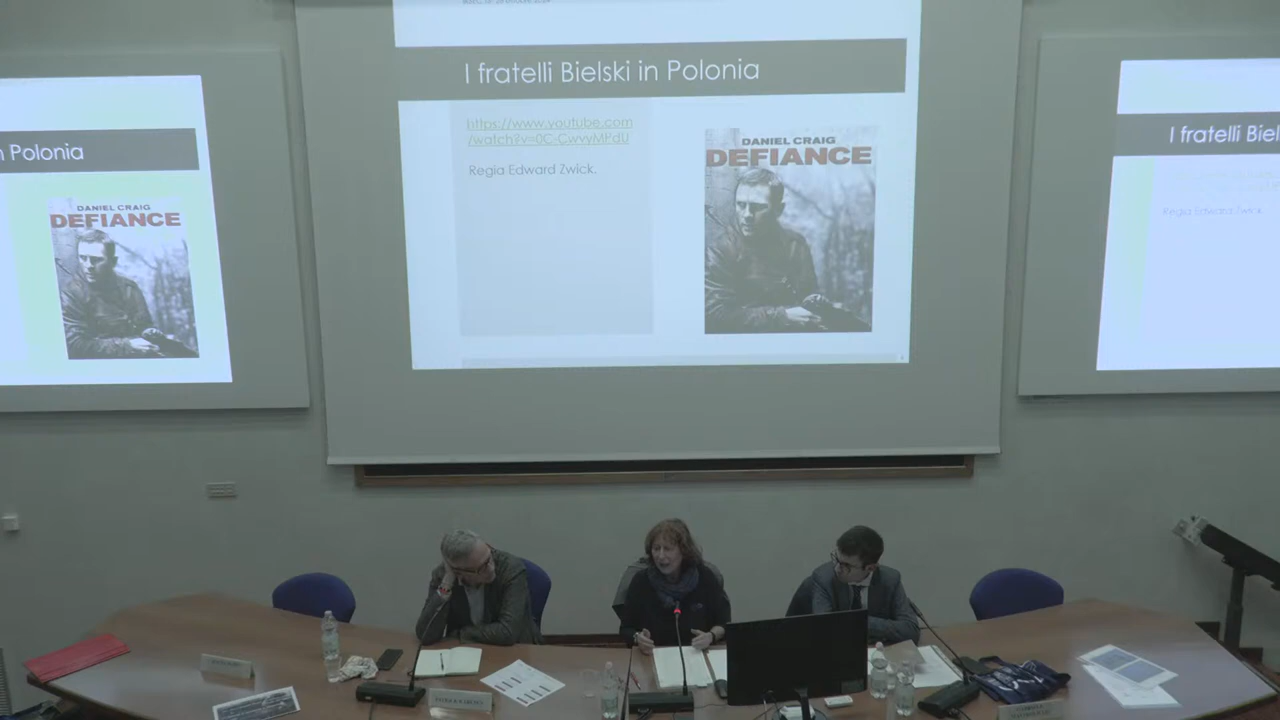 I fratelli Bielski in Polonia
https://www.youtube.com
/watch?v=0C-CwvyMPdU
Regia Edward Zwick.
DANIEL CRAIG
DEFIANCE
n Polonia
DANIEL CRAIG
DEFIANCE
I fratelli Biel
Regia Edward Zwick.